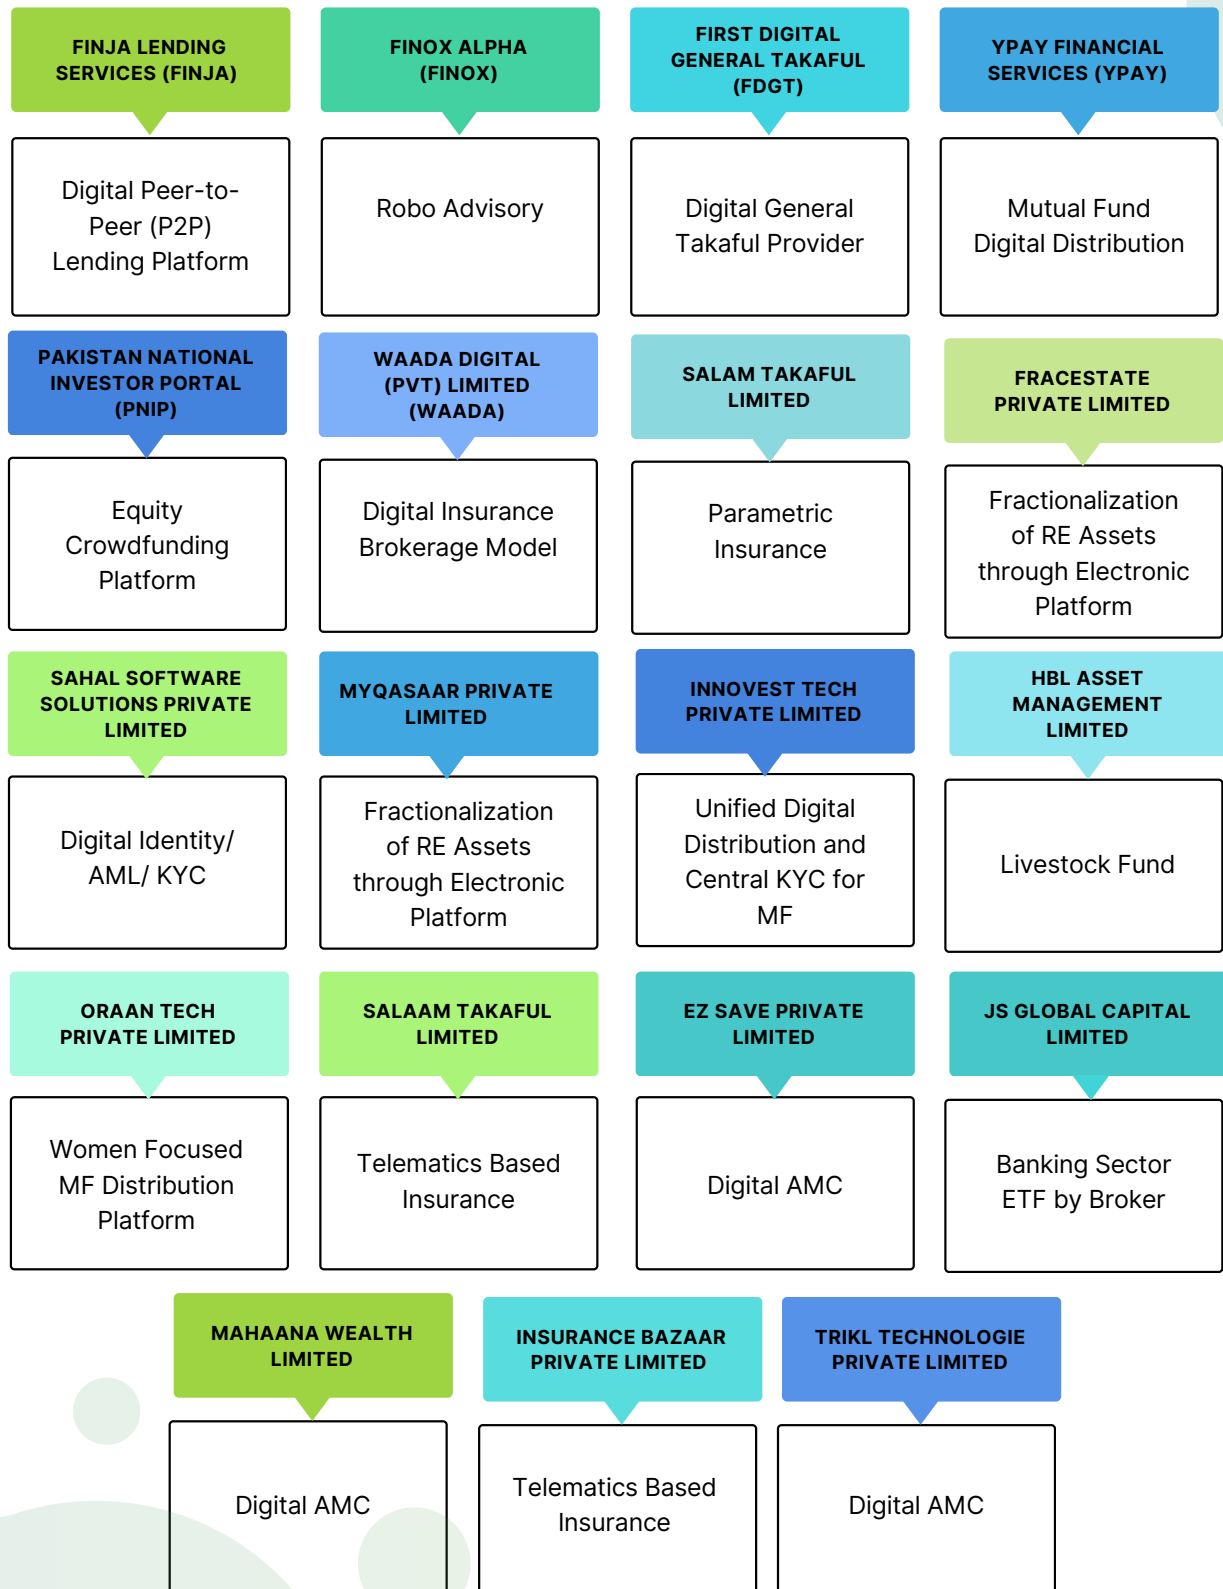 FINJA LENDING
SERVICES (FINJA)
Digital Peer-to-
Peer (P2P)
Lending Platform
FINOX ALPHA
(FINOX)
Robo Advisory
FIRST DIGITAL
GENERAL TAKAFUL
(FDGT)
Digital General
Takaful Provider
YPAY FINANCIAL
SERVICES (YPAY)
Mutual Fund
Digital Distribution
PAKISTAN NATIONAL
INVESTOR PORTAL
(PNIP)
Equity
Crowdfunding
Platform
WAADA DIGITAL
(PVT) LIMITED
(WAADA)
Digital Insurance
Brokerage Model
SALAM TAKAFUL
LIMITED
Parametric
Insurance
FRACESTATE
PRIVATE LIMITED
Fractionalization
of RE Assets
through Electronic
Platform
SAHAL SOFTWARE
SOLUTIONS PRIVATE
LIMITED
Digital Identity/
AML/ KYC
MYQASAAR PRIVATE
LIMITED
Fractionalization
of RE Assets
through Electronic
Platform
INNOVEST TECH
PRIVATE LIMITED
Unified Digital
Distribution and
Central KYC for
MF
HBL ASSET
MANAGEMENT
LIMITED
Livestock Fund
ORAAN TECH
PRIVATE LIMITED
Women Focused
MF Distribution
Platform
SALAAM TAKAFUL
LIMITED
Telematics Based
Insurance
EZ SAVE PRIVATE
LIMITED
Digital AMC
JS GLOBAL CAPITAL
LIMITED
Banking Sector
ETF by Broker
MAHAANA WEALTH
LIMITED
Digital AMC
INSURANCE BAZAAR
PRIVATE LIMITED
Telematics Based
Insurance
TRIKL TECHNOLOGIE
PRIVATE LIMITED
Digital AMC